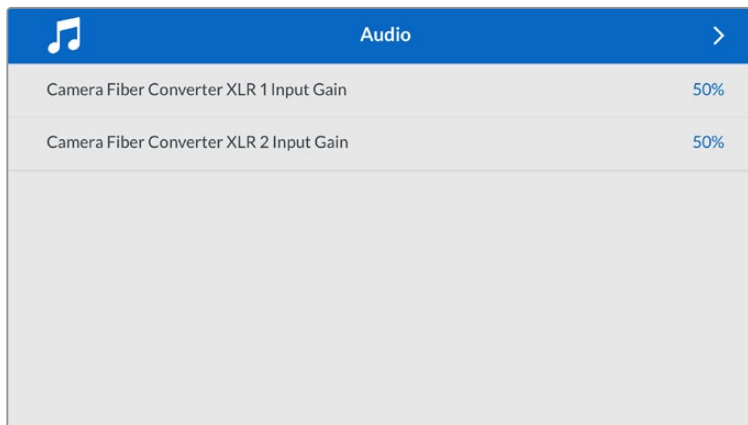 Audio
Camera Fiber Converter XLR 1 Input Gain 50%
Camera Fiber Converter XLR 2 Input Gain 50%